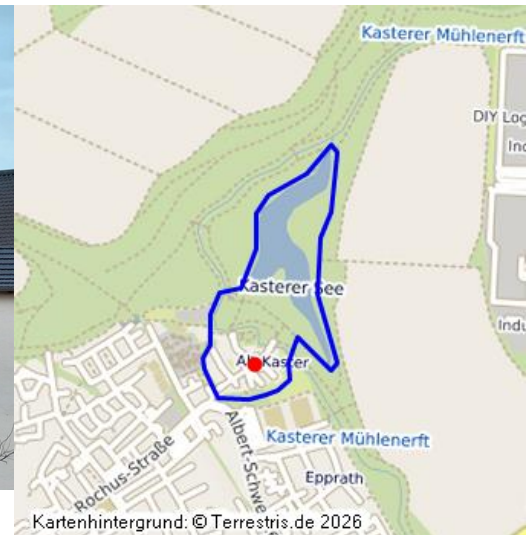 Kasterer Mühlenerft
DIY Log
Ind
Kasterer See
Indu
Alt-Kaster
Kasterer Mühlenerft
Albert-Schwe
Rochus-Straße
Epprath
Kartenhintergrund: © Terrestris.de 2026